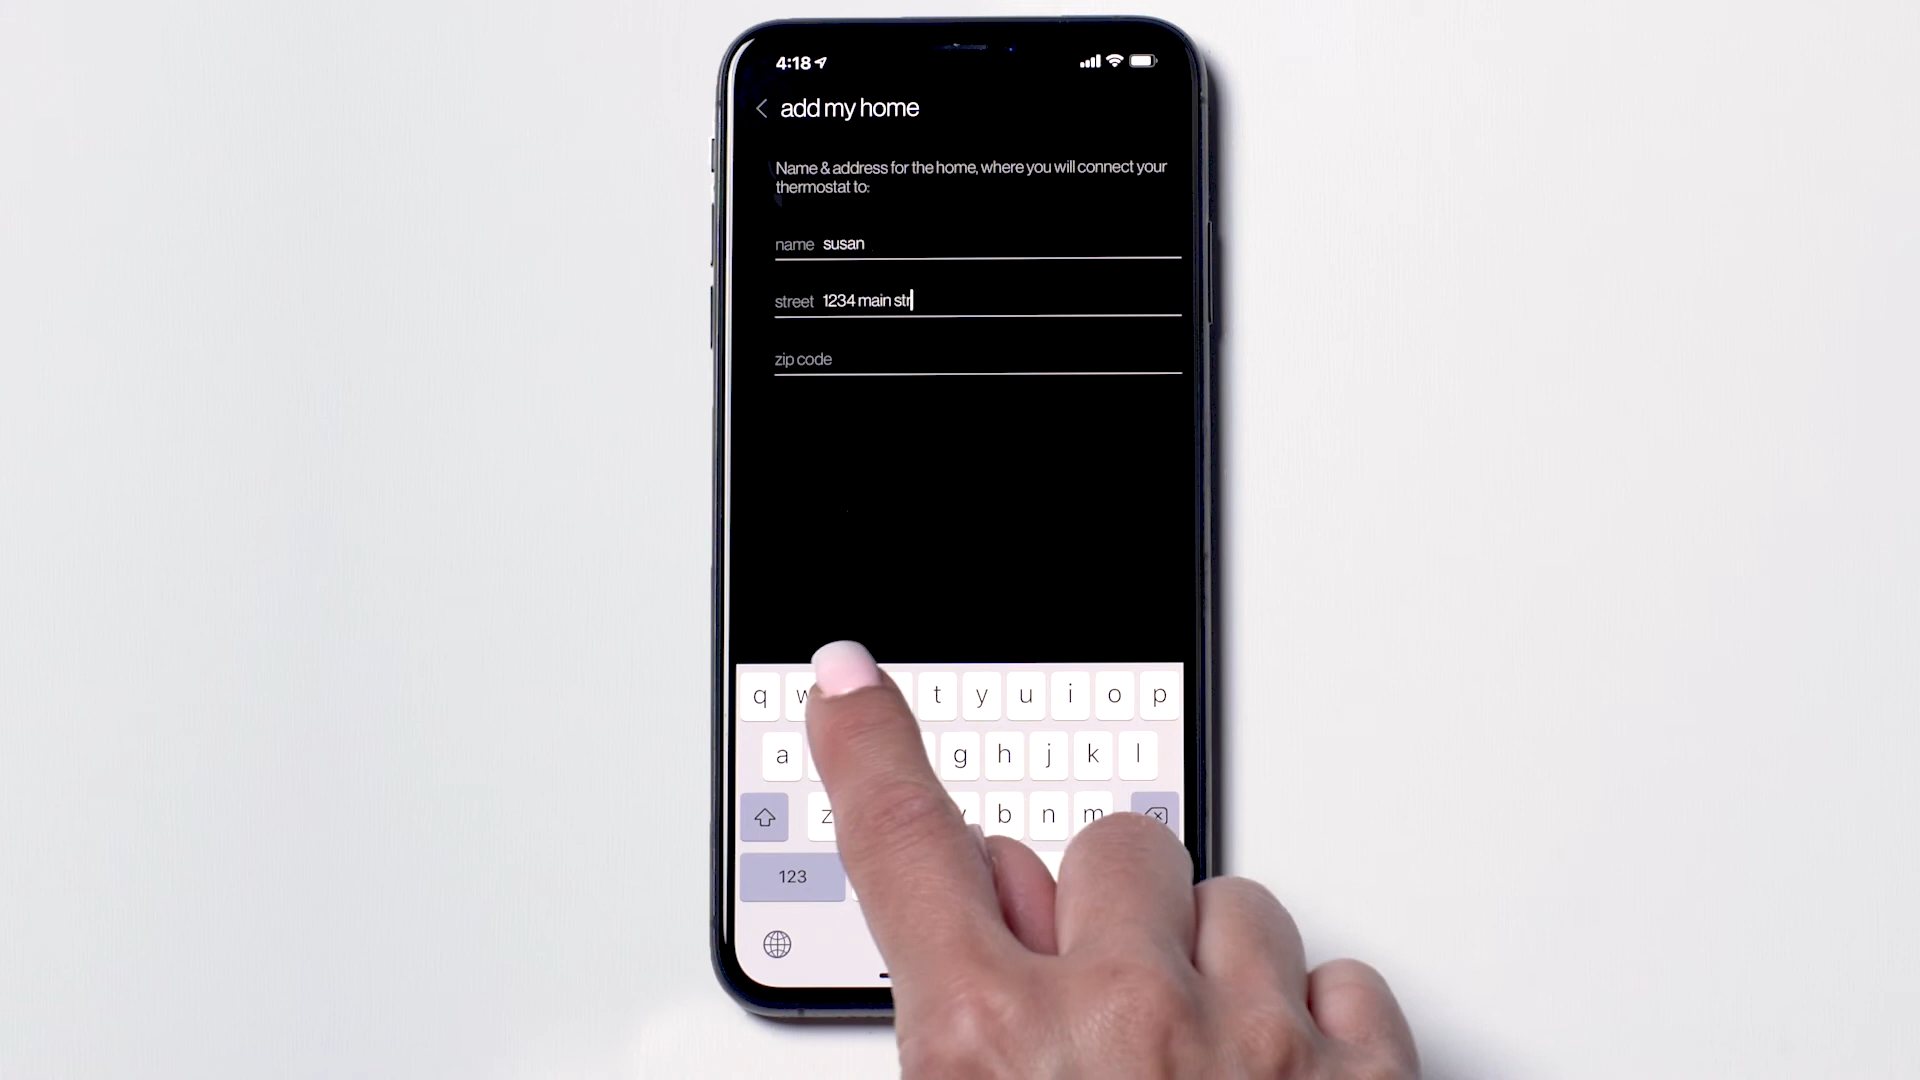 4:18
add my home
Name & address for the home, where you will connect your
thermostat to:
name susan
street 1234 main str
zip code
q w t y u i o p
a g h j k l
z b n m
123